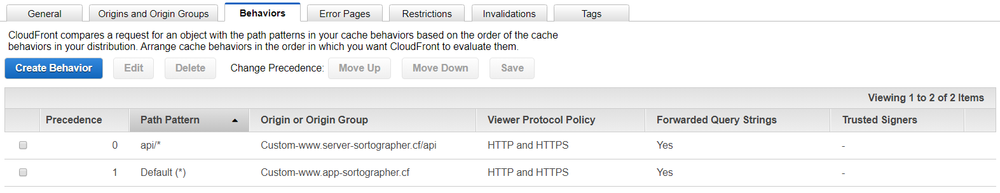 General Origins and Origin Groups Behaviors Error Pages Restrictions Invalidations Tags
CloudFront compares a request for an object with the path patterns in your cache behaviors based on the order of the cache
behaviors in your distribution. Arrange cache behaviors in the order in which you want CloudFront to evaluate them.
Create Behavior Edit Delete Change Precedence: Move Up Move Down Save
Viewing 1 to 2 of 2 Items
Precedence Path Pattern Origin or Origin Group Viewer Protocol Policy Forwarded Query Strings Trusted Signers
0 api/* Custom-www.server-sortographer.cf/api HTTP and HTTPS Yes -
1 Default (*) Custom-www.app-sortographer.cf HTTP and HTTPS Yes -